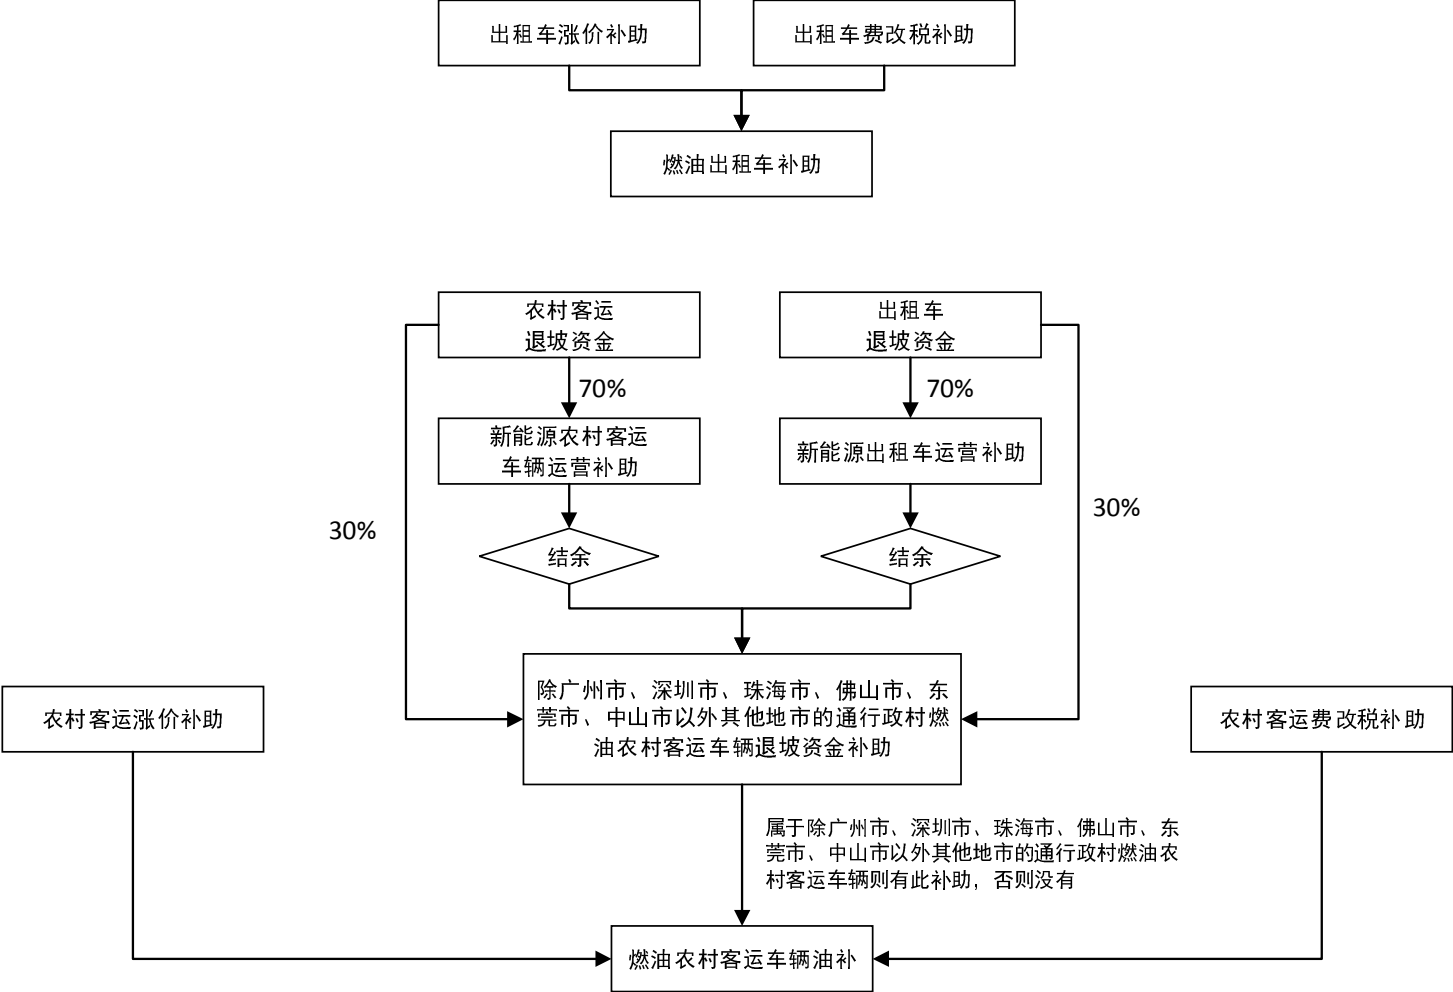 出租车涨价补助
出租车费改税补助
燃油出租车补助
农村客运
退坡资金
出租车
退坡资金
70%
70%
新能源农村客运
车辆运营补助
新能源出租车运营补助
30%
30%
结余
结余
除广州市、深圳市、珠海市、佛山市、东
莞市、中山市以外其他地市的通行政村燃
油农村客运车辆退坡资金补助
农村客运涨价补助
农村客运费改税补助
属于除广州市、深圳市、珠海市、佛山市、东
莞市、中山市以外其他地市的通行政村燃油农
村客运车辆则有此补助，否则没有
燃油农村客运车辆油补